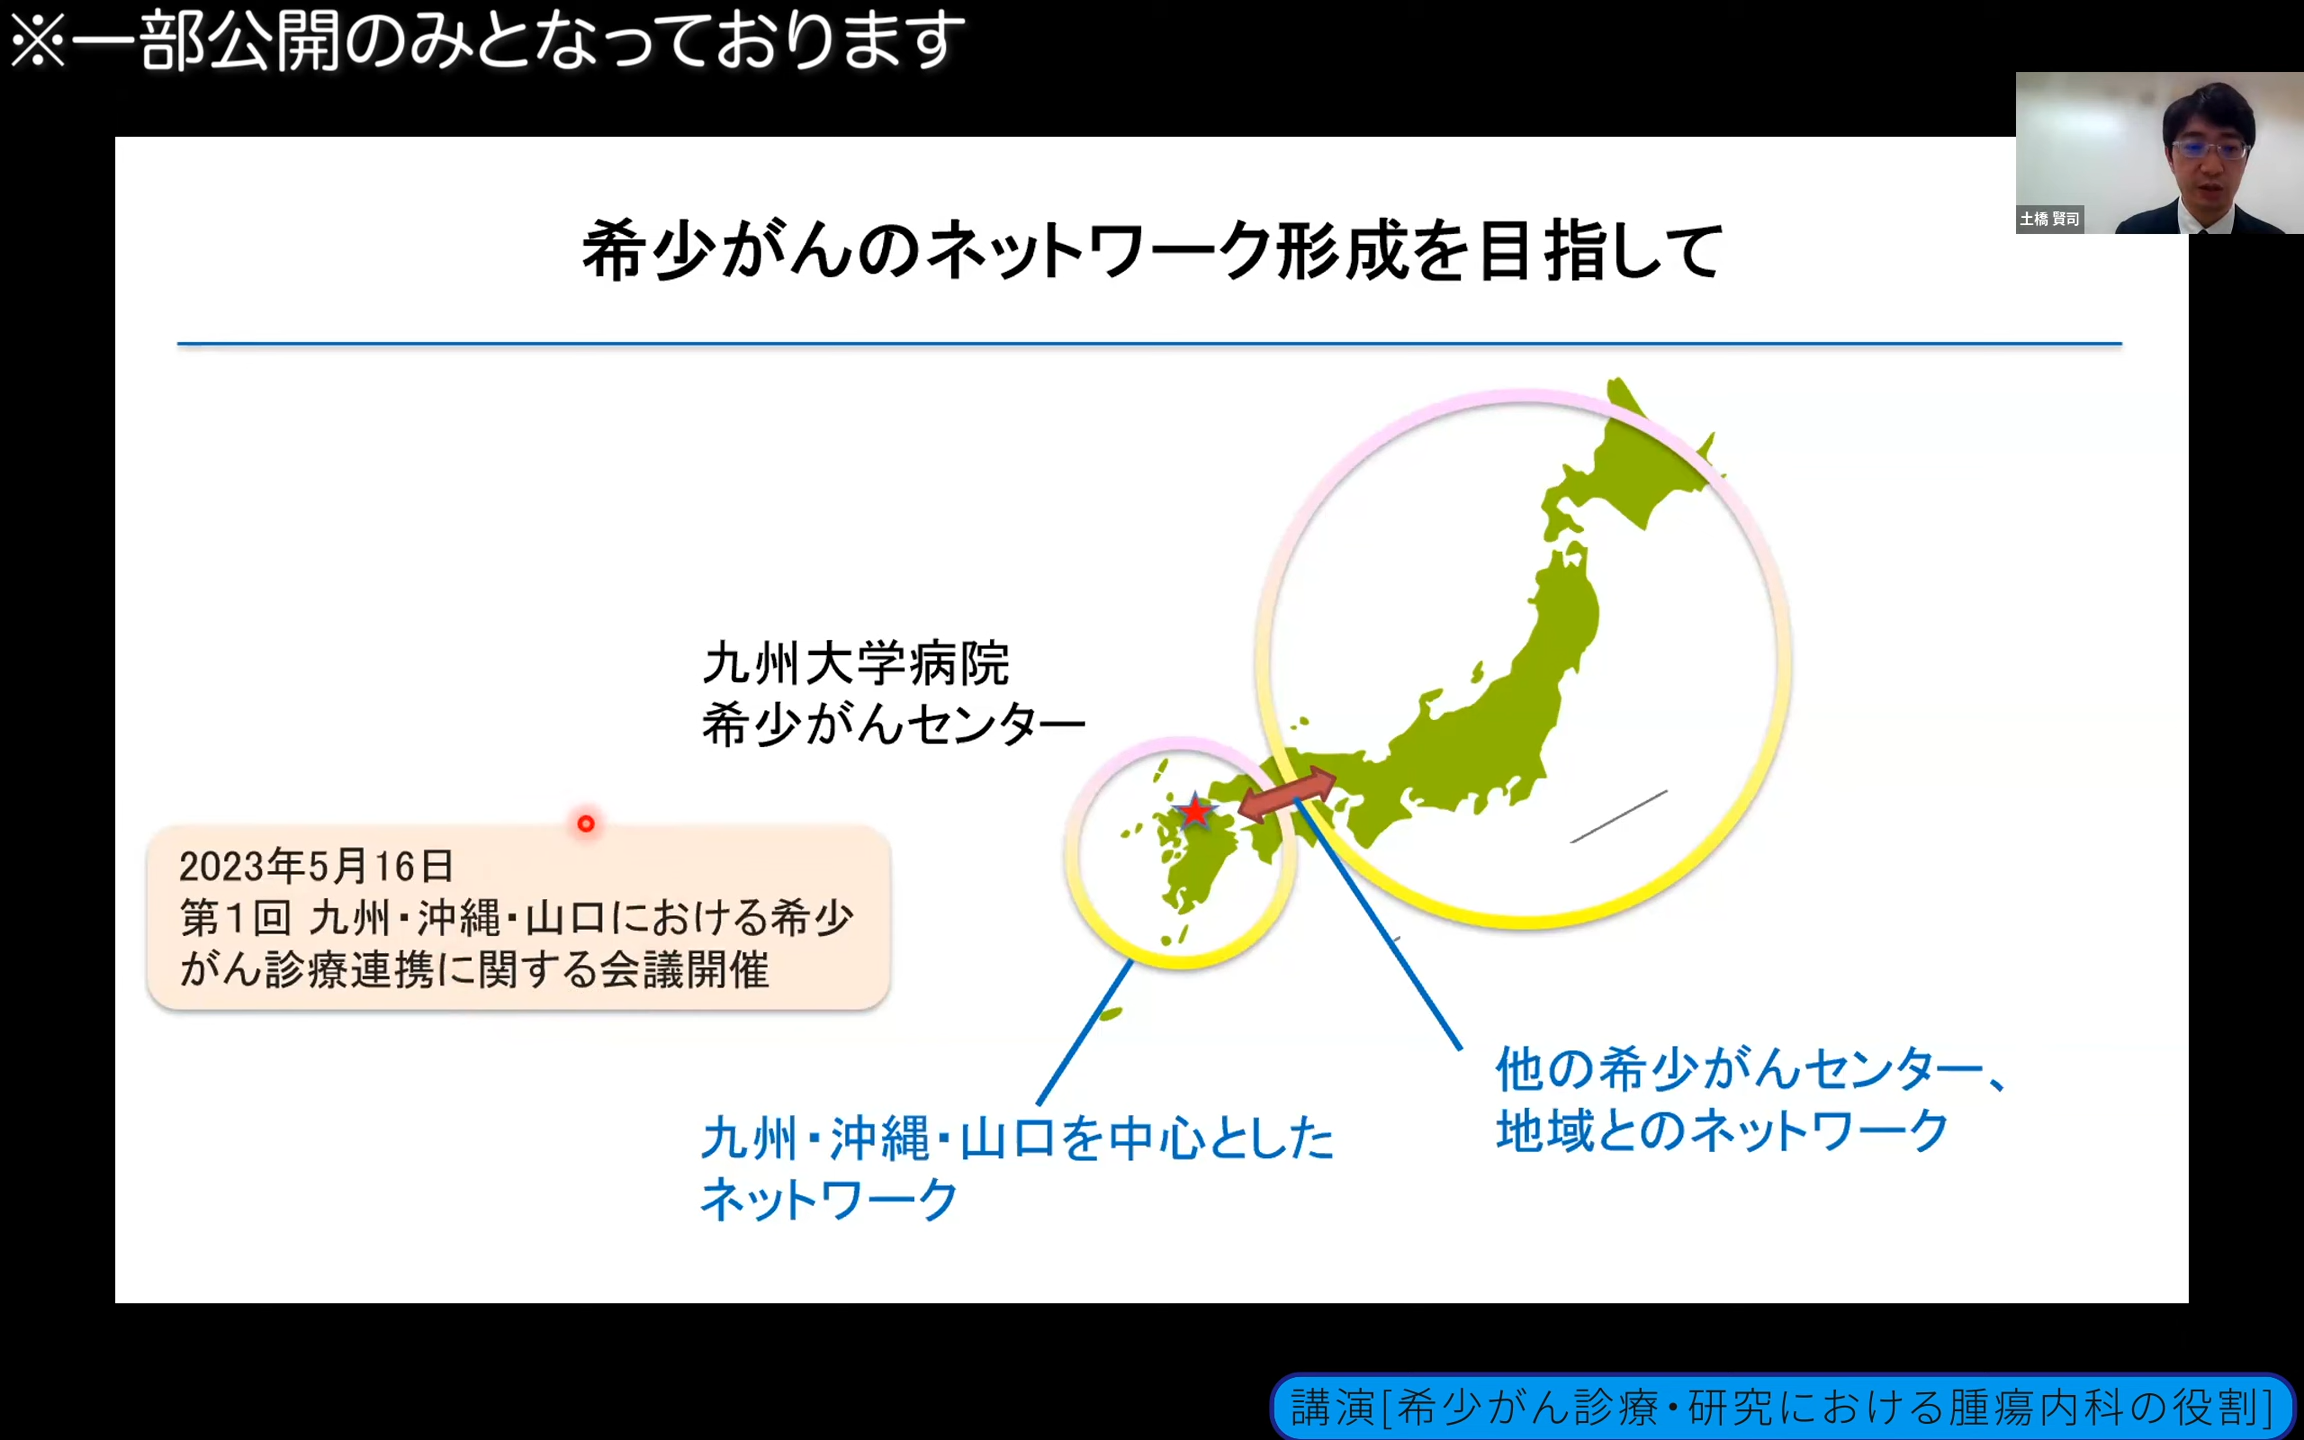 ※一部公開のみとなっております
土橋 賢司
希少がんのネットワーク形成を目指して
九州大学病院
希少がんセンター
2023年5月16日
第１回 九州・沖縄・山口における希少
がん診療連携に関する会議開催
九州・沖縄・山口を中心とした
ネットワーク
他の希少がんセンター、
地域とのネットワーク
講演[希少がん診療・研究における腫瘍内科の役割]